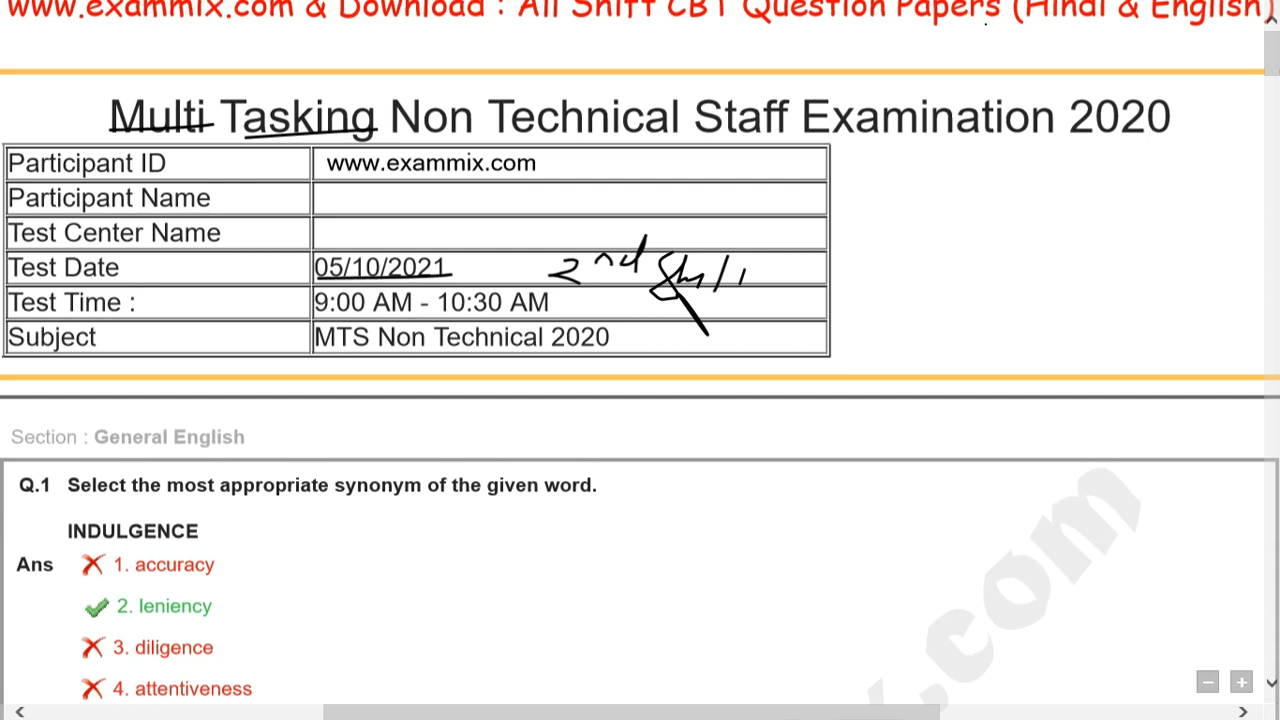 www.exammix.com & Download : All Shift CBT Question Papers (Hindi & English)
Multi Tasking Non Technical Staff Examination 2020
Participant ID www.exammix.com
Participant Name
Test Center Name
Test Date 05/10/2021 2nd
Test Time : 9:00 AM - 10:30 AM
Subject MTS Non Technical 2020
Section : General English
Q.1 Select the most appropriate synonym of the given word.
INDULGENCE
Ans 1. accuracy
2. leniency
3. diligence
4. attentiveness
.com